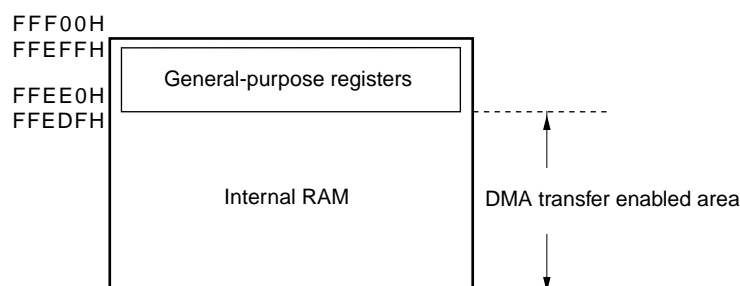 FFF00H
FFEFFH
General-purpose registers
FFEE0H
FFEDFH
Internal RAM
DMA transfer enabled area